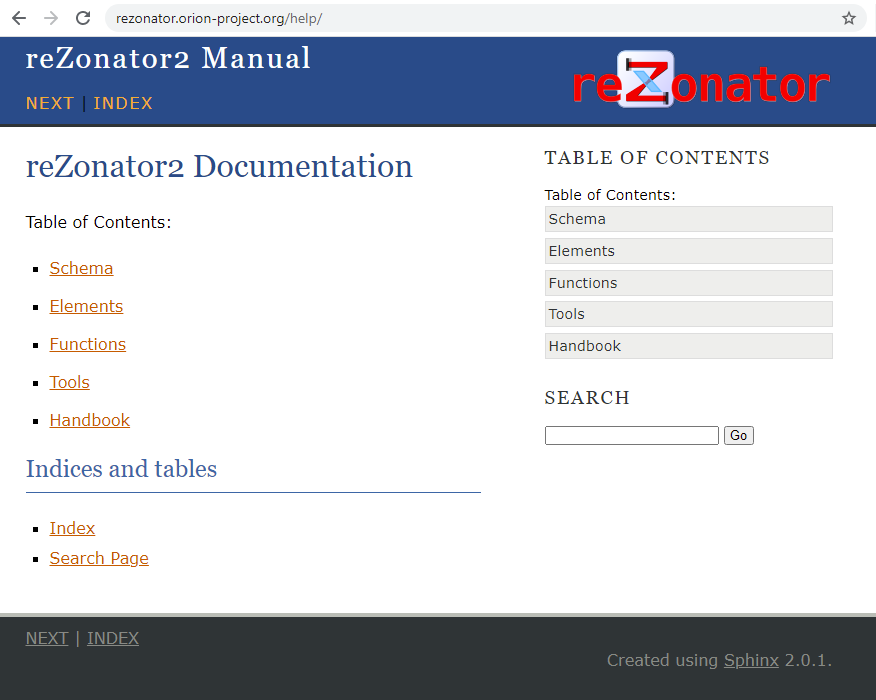 rezonator.orion-project.org/help/
reZonator2 Manual
NEXT | INDEX
reZonator
reZonator2 Documentation
Table of Contents:
Schema
Elements
Functions
Tools
Handbook
Indices and tables
Index
Search Page
TABLE OF CONTENTS
Table of Contents:
Schema
Elements
Functions
Tools
Handbook
SEARCH
Go
NEXT | INDEX
Created using Sphinx 2.0.1.